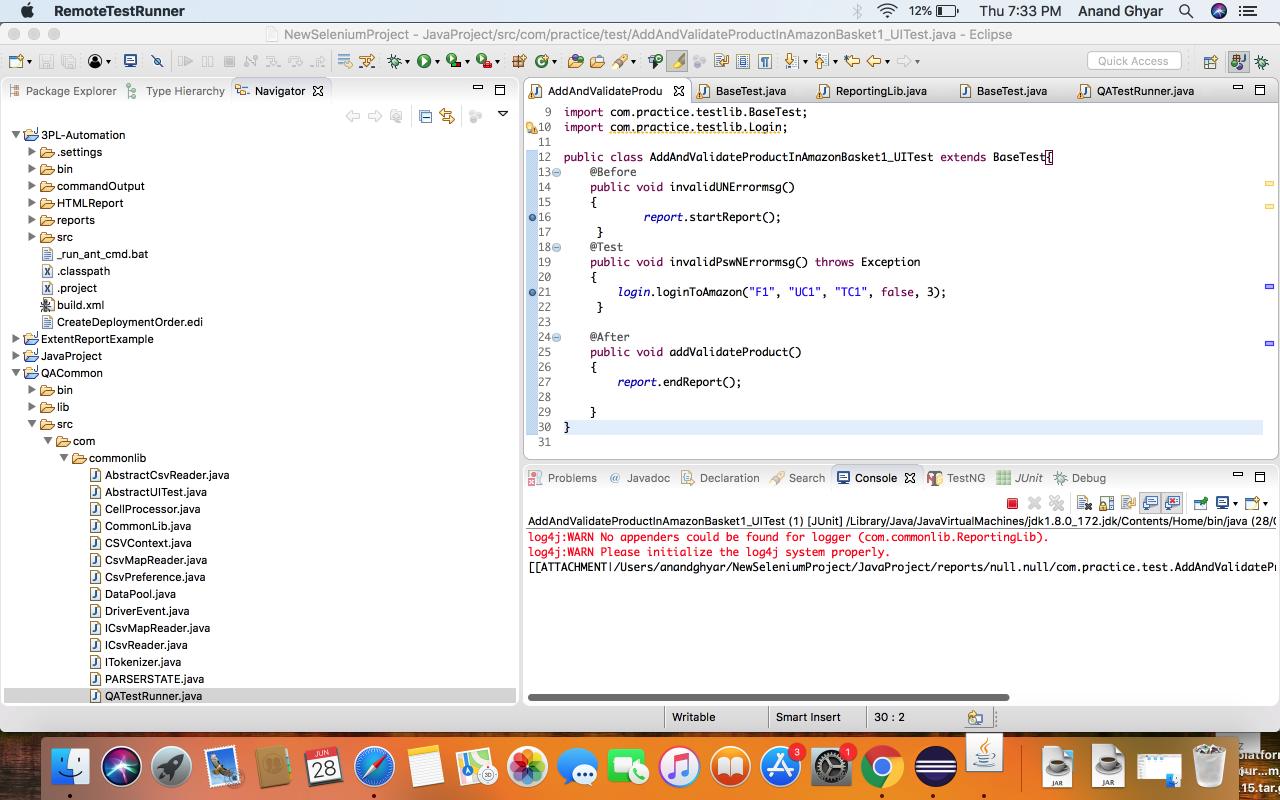 RemoteTestRunner
12%
Thu 7:33 PM
Anand Ghyar
NewSeleniumProject - JavaProject/src/com/practice/test/AddAndValidateProductInAmazonBasket1_UITest.java - Eclipse
Quick Access
Package Explorer
Type Hierarchy
Navigator
3PL-Automation
.settings
bin
commandOutput
HTMLReport
reports
src
_run_ant_cmd.bat
.classpath
.project
build.xml
CreateDeploymentOrder.edi
ExtentReportExample
JavaProject
QACommon
bin
lib
src
com
commonlib
AbstractCsvReader.java
AbstractUITest.java
CellProcessor.java
CommonLib.java
CSVContext.java
CsvMapReader.java
CsvPreference.java
DataPool.java
DriverEvent.java
ICsvMapReader.java
ICsvReader.java
ITokenizer.java
PARSERSTATE.java
QATestRunner.java
AddAndValidateProdu
BaseTest.java
ReportingLib.java
BaseTest.java
QATestRunner.java
9 import com.practice.testlib.BaseTest;
10 import com.practice.testlib.Login;
11
12 public class AddAndValidateProductInAmazonBasket1_UITest extends BaseTest{
13 @Before
14 public void invalidUNErrormsg()
15 {
16 report.startReport();
17 }
18 @Test
19 public void invalidPswNErrormsg() throws Exception
20 {
21 login.loginToAmazon("F1", "UC1", "TC1", false, 3);
22 }
23
24 @After
25 public void addValidateProduct()
26 {
27 report.endReport();
28
29 }
30 }
31
Problems
@ Javadoc
Declaration
Search
Console
TestNG
JUnit
Debug
AddAndValidateProductInAmazonBasket1_UITest (1) [JUnit] /Library/Java/JavaVirtualMachines/jdk1.8.0_172.jdk/Contents/Home/bin/java (28/
log4j:WARN No appenders could be found for logger (com.commonlib.ReportingLib).
log4j:WARN Please initialize the log4j system properly.
[[ATTACHMENT|/Users/anandghyar/NewSeleniumProject/JavaProject/reports/null.null/com.practice.test.AddAndValidateP
Writable
Smart Insert
30 : 2
JUN
28
3D
3
1
JAR
JAR
platform
...m
15.tar.